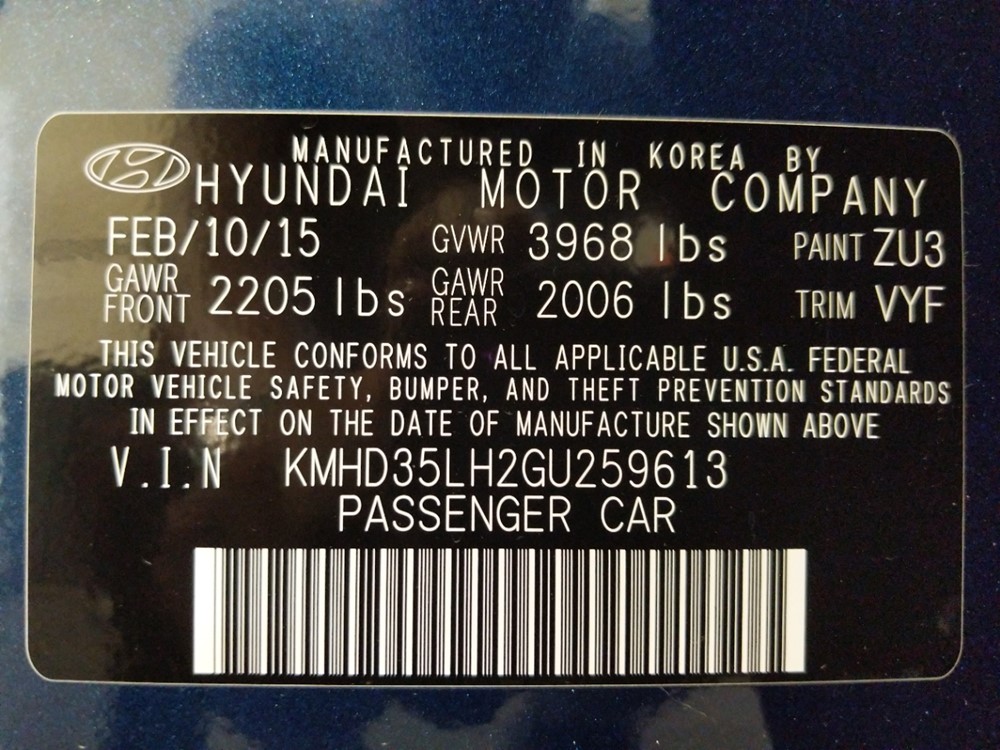 MANUFACTURED IN KOREA BY
HYUNDAI MOTOR COMPANY
FEB/10/15 GVWR 3968 lbs PAINT ZU3
GAWR FRONT 2205 lbs GAWR REAR 2006 lbs TRIM VYF
THIS VEHICLE CONFORMS TO ALL APPLICABLE U.S.A. FEDERAL
MOTOR VEHICLE SAFETY, BUMPER, AND THEFT PREVENTION STANDARDS
IN EFFECT ON THE DATE OF MANUFACTURE SHOWN ABOVE
V.I.N KMHD35LH2GU259613
PASSENGER CAR